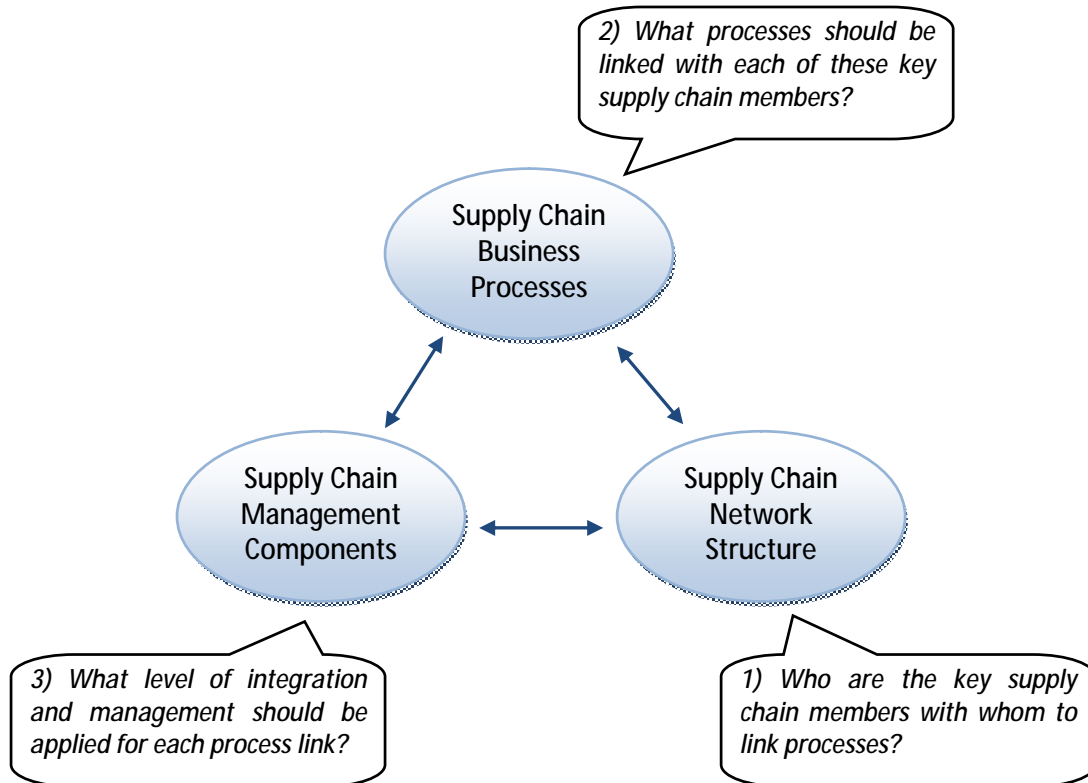 2) What processes should be
linked with each of these key
supply chain members?
Supply Chain
Business
Processes
Supply Chain
Management
Components
Supply Chain
Network
Structure
3) What level of integration
and management should be
applied for each process link?
1) Who are the key supply
chain members with whom to
link processes?